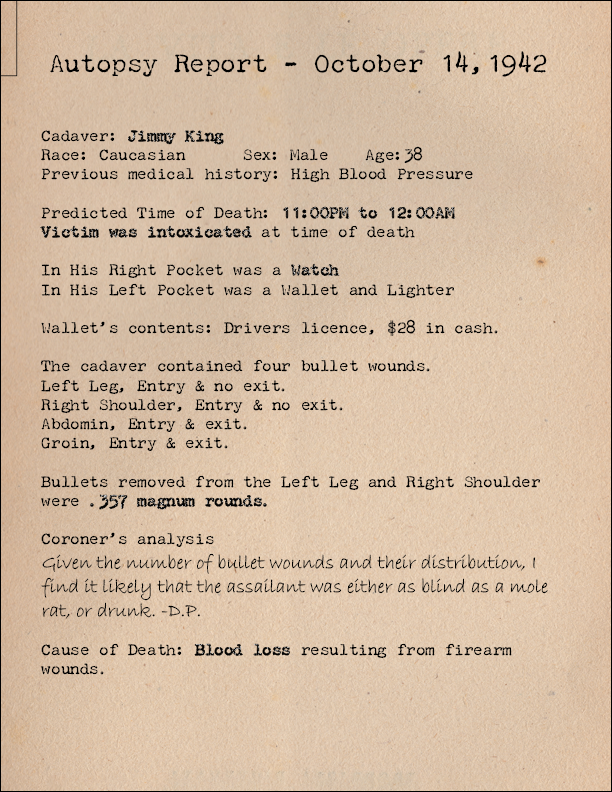 Autopsy Report - October 14, 1942
Cadaver: Jimmy King
Race: Caucasian Sex: Male Age: 38
Previous medical history: High Blood Pressure
Predicted Time of Death: 11:00PM to 12:00AM
Victim was intoxicated at time of death
In His Right Pocket was a Watch
In His Left Pocket was a Wallet and Lighter
Wallet's contents: Drivers licence, $28 in cash.
The cadaver contained four bullet wounds.
Left Leg, Entry & no exit.
Right Shoulder, Entry & no exit.
Abdomin, Entry & exit.
Groin, Entry & exit.
Bullets removed from the Left Leg and Right Shoulder
were .357 magnum rounds.
Coroner's analysis
Given the number of bullet wounds and their distribution, I
find it likely that the assailant was either as blind as a mole
rat, or drunk. -D.P.
Cause of Death: Blood loss resulting from firearm
wounds.